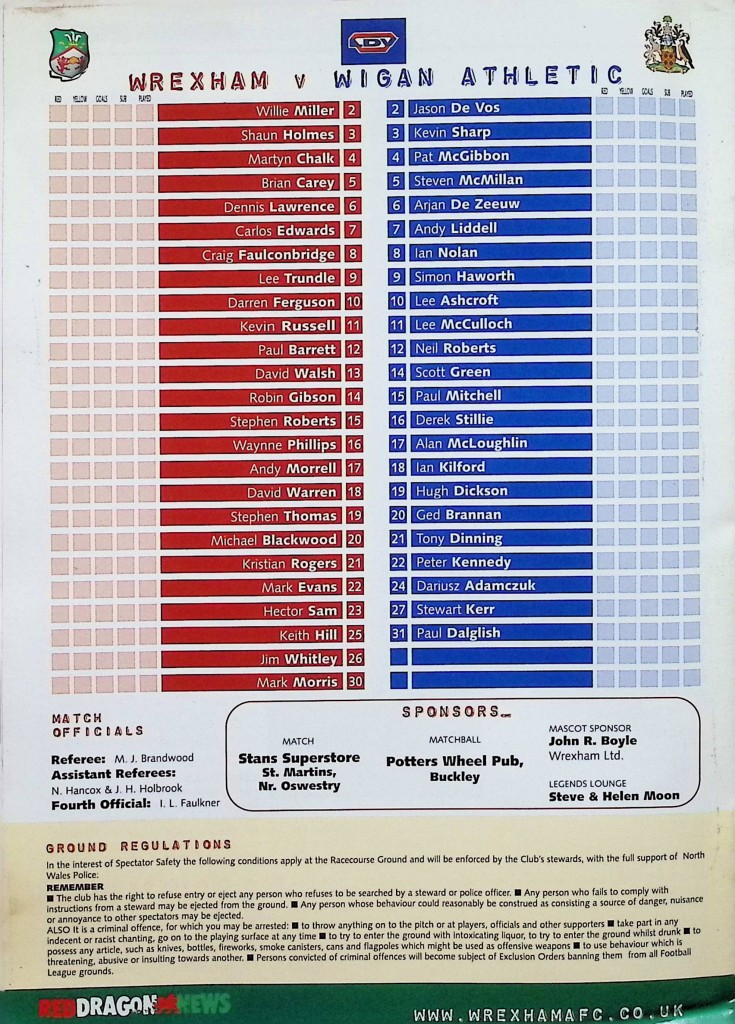 LDV
WREXHAM v WIGAN ATHLETIC
RED YELLOW GOALS SUB PLAYED
RED YELLOW GOALS SUB PLAYED
Willie Miller 2
Shaun Holmes 3
Martyn Chalk 4
Brian Carey 5
Dennis Lawrence 6
Carlos Edwards 7
Craig Faulconbridge 8
Lee Trundle 9
Darren Ferguson 10
Kevin Russell 11
Paul Barrett 12
David Walsh 13
Robin Gibson 14
Stephen Roberts 15
Waynne Phillips 16
Andy Morrell 17
David Warren 18
Stephen Thomas 19
Michael Blackwood 20
Kristian Rogers 21
Mark Evans 22
Hector Sam 23
Keith Hill 25
Jim Whitley 26
Mark Morris 30
2 Jason De Vos
3 Kevin Sharp
4 Pat McGibbon
5 Steven McMillan
6 Arjan De Zeeuw
7 Andy Liddell
8 Ian Nolan
9 Simon Haworth
10 Lee Ashcroft
11 Lee McCulloch
12 Neil Roberts
14 Scott Green
15 Paul Mitchell
16 Derek Stillie
17 Alan McLoughlin
18 Ian Kilford
19 Hugh Dickson
20 Ged Brannan
21 Tony Dinning
22 Peter Kennedy
24 Dariusz Adamczuk
27 Stewart Kerr
31 Paul Dalglish
MATCH
OFFICIALS
Referee: M. J. Brandwood
Assistant Referees:
N. Hancox & J. H. Holbrook
Fourth Official: I. L. Faulkner
SPONSORS...
MATCH
Stans Superstore
St. Martins,
Nr. Oswestry
MATCHBALL
Potters Wheel Pub,
Buckley
MASCOT SPONSOR
John R. Boyle
Wrexham Ltd.
LEGENDS LOUNGE
Steve & Helen Moon
GROUND REGULATIONS
In the interest of Spectator Safety the following conditions apply at the Racecourse Ground and will be enforced by the Club's stewards, with the full support of North
Wales Police:
REMEMBER
■ The club has the right to refuse entry or eject any person who refuses to be searched by a steward or police officer. ■ Any person who fails to comply with
instructions from a steward may be ejected from the ground. ■ Any person whose behaviour could reasonably be construed as consisting a source of danger, nuisance
or annoyance to other spectators may be ejected.
ALSO It is a criminal offence, for which you may be arrested: ■ to throw anything on to the pitch or at players, officials and other supporters ■ take part in any
indecent or racist chanting, go on to the playing surface at any time ■ to try to enter the ground with intoxicating liquor, to try to enter the ground whilst drunk ■ to
possess any article, such as knives, bottles, fireworks, smoke canisters, cans and flagpoles which might be used as offensive weapons ■ to use behaviour which is
threatening, abusive or insulting towards another. ■ Persons convicted of criminal offences will become subject of Exclusion Orders banning them from all Football
League grounds.
REDDRAGON NEWS
WWW.WREXHAMAFC.CO.UK